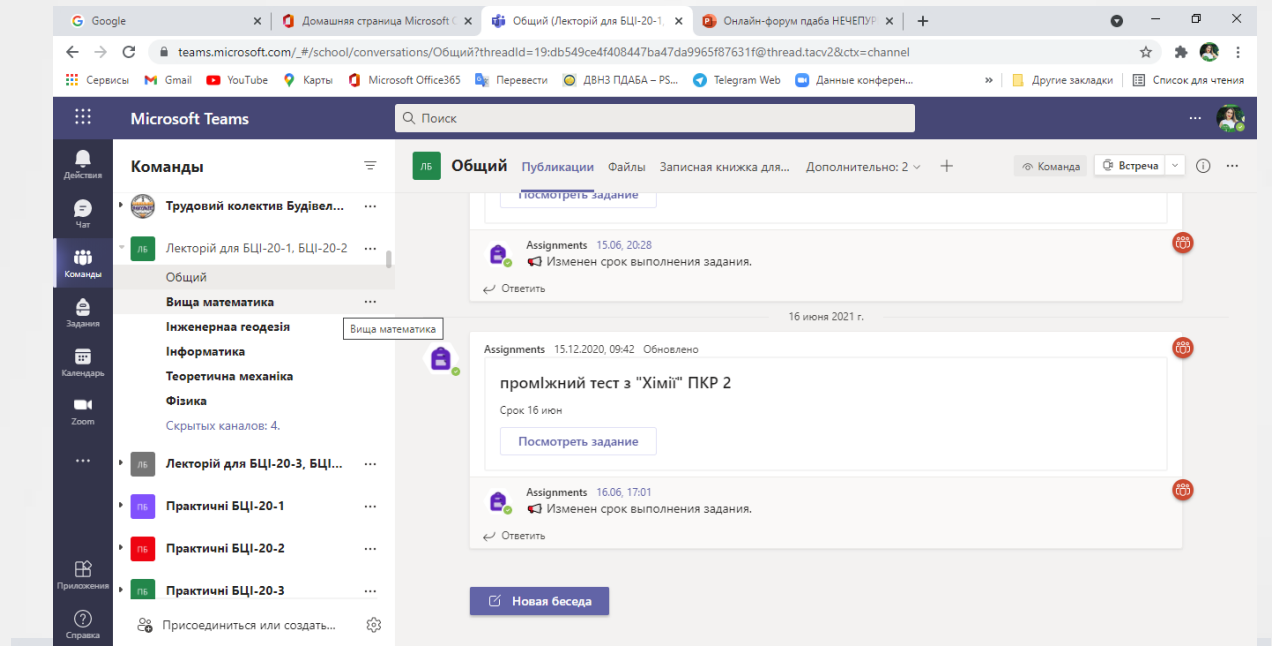 Google
Домашняя страница Microsoft
Общий (Лекторій для БЦІ-20-1,
Онлайн-форум пдаба НЕЧЕПУР
teams.microsoft.com/_#/school/conversations/Общий?threadId=19:db549ce4f408447ba47da9965f87631f@thread.tacv2&ctx=channel
Сервисы Gmail YouTube Карты Microsoft Office365 Перевести ДВНЗ ПДАБА – PS... Telegram Web Данные конферен... » Другие закладки Список для чтения
Microsoft Teams
Поиск
Действия
Чат
Команды
Задания
Календарь
Zoom
Приложения
Справка
Команды
Трудовий колектив Будівел...
ЛБ Лекторій для БЦІ-20-1, БЦІ-20-2
Общий
Вища математика
Інженернаа геодезія
Вища математика
Інформатика
Теоретична механіка
Фізика
Скрытых каналов: 4.
ЛБ Лекторій для БЦІ-20-3, БЦІ...
ПБ Практичні БЦІ-20-1
ПБ Практичні БЦІ-20-2
ПБ Практичні БЦІ-20-3
Присоединиться или создать...
ЛБ Общий Публикации Файлы Записная книжка для... Дополнительно: 2 Команда Встреча
Посмотреть задание
Assignments 15.06, 20:28
Изменен срок выполнения задания.
Ответить
16 июня 2021 г.
Assignments 15.12.2020, 09:42 Обновлено
промІжний тест з "Хімії" ПКР 2
Срок 16 июн
Посмотреть задание
Assignments 16.06, 17:01
Изменен срок выполнения задания.
Ответить
Новая беседа